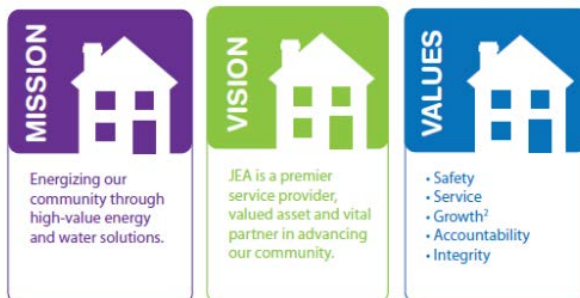 MISSION
Energizing our
community through
high-value energy
and water solutions.
VISION
JEA is a premier
service provider,
valued asset and vital
partner in advancing
our community.
VALUES
• Safety
• Service
• Growth²
• Accountability
• Integrity